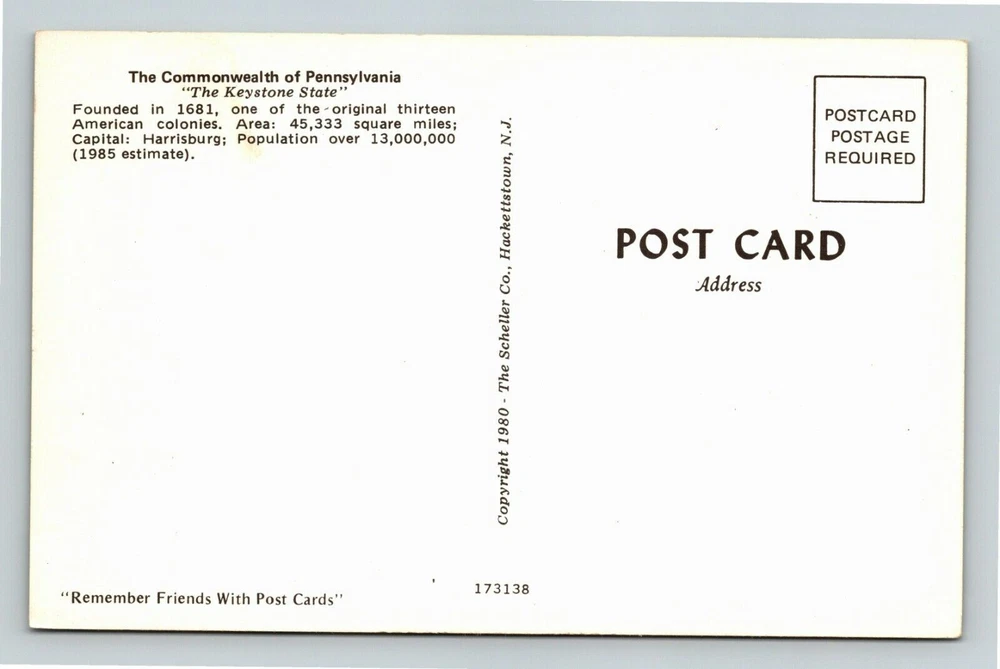 The Commonwealth of Pennsylvania
"The Keystone State"
Founded in 1681, one of the original thirteen
American colonies. Area: 45,333 square miles;
Capital: Harrisburg; Population over 13,000,000
(1985 estimate).
"Remember Friends With Post Cards"
Copyright 1980 - The Scheller Co., Hackettstown, N.J.
173138
POSTCARD
POSTAGE
REQUIRED
POST CARD
Address